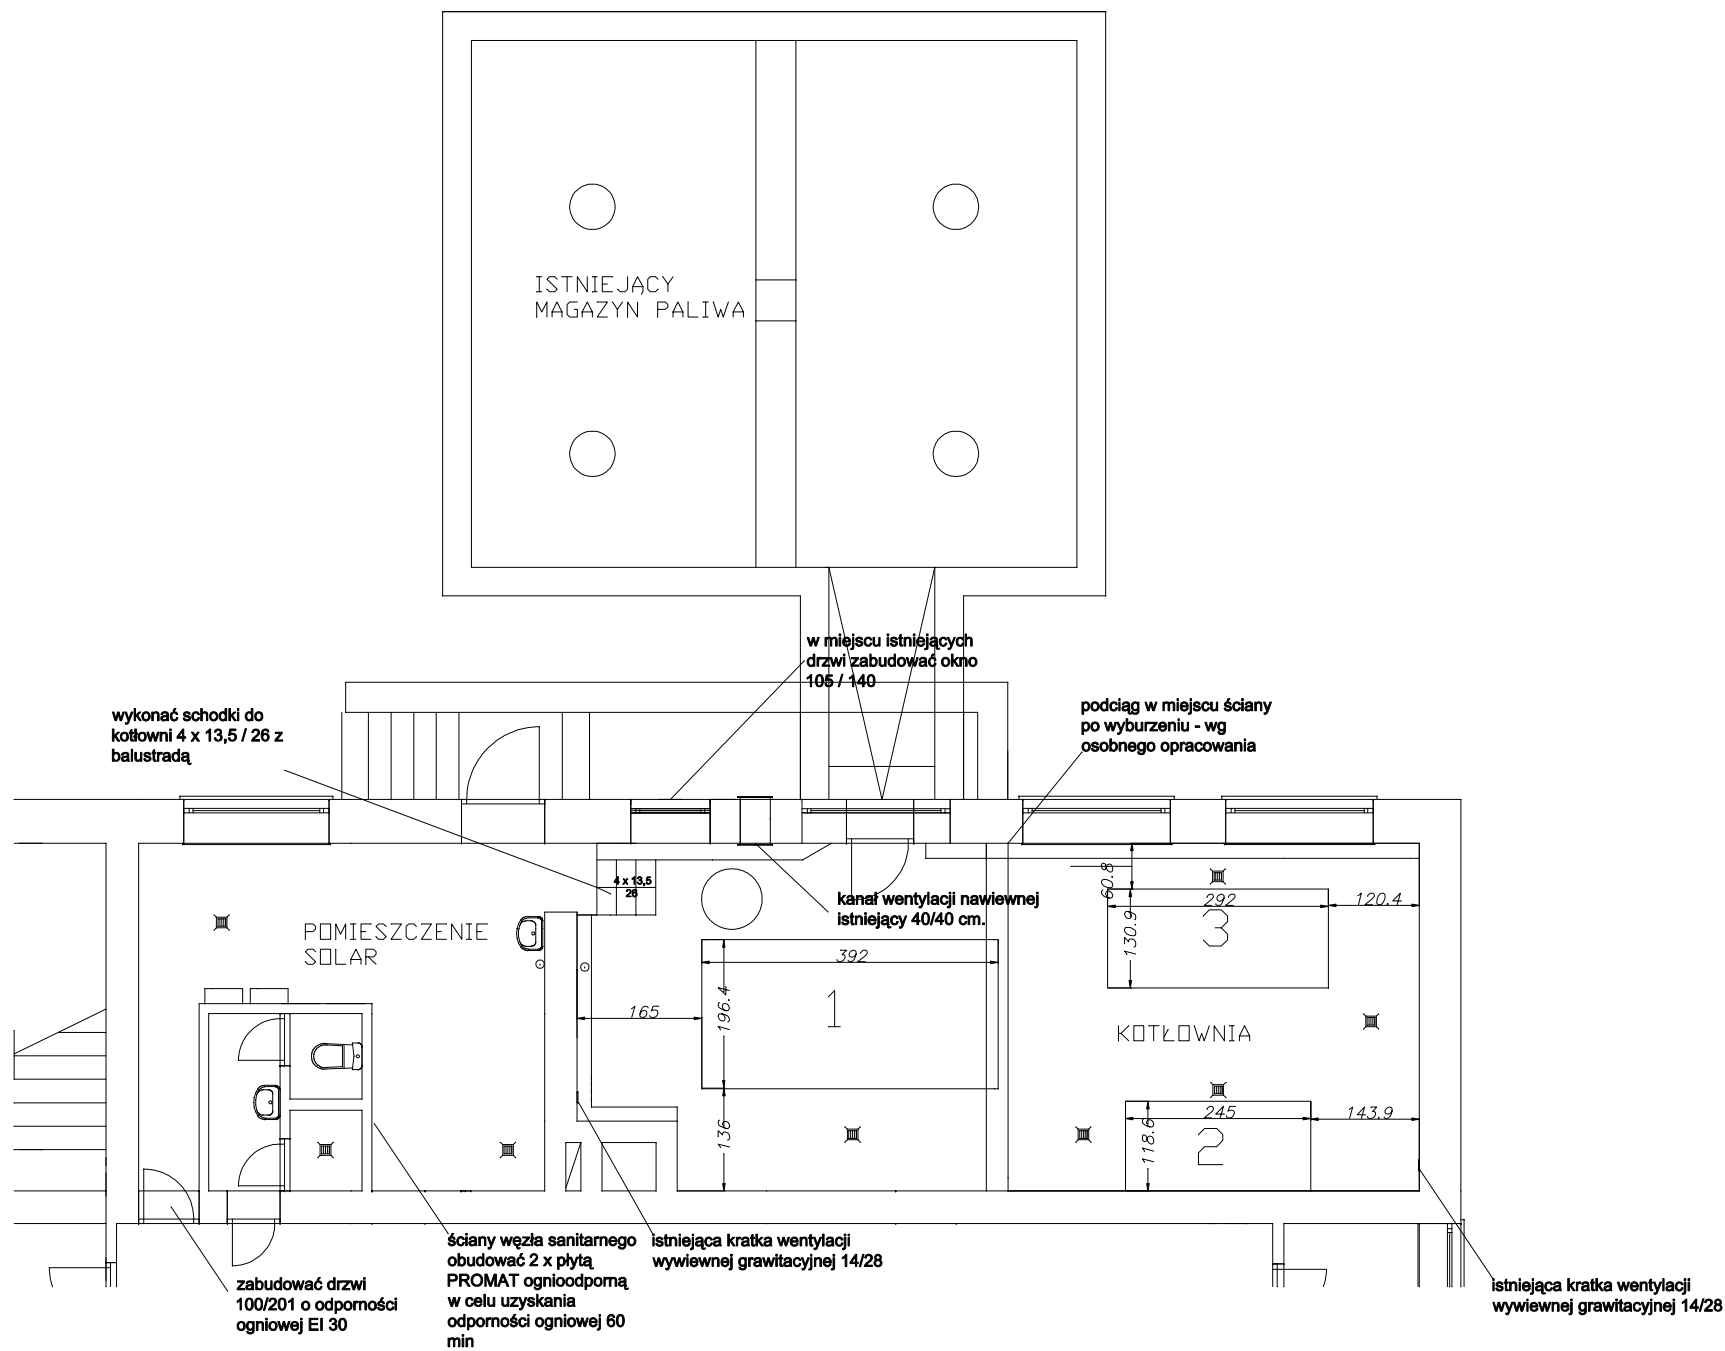 ISTNIEJĄCY
MAGAZYN PALIWA
w miejscu istniejących
drzwi zabudować okno
105 / 140
wykonać schodki do
kotłowni 4 x 13,5 / 26 z
balustradą
podciąg w miejscu ściany
po wyburzeniu - wg
osobnego opracowania
4 x 13,5
26
kanał wentylacji nawiewnej
istniejący 40/40 cm.
POMIESZCZENIE
SOLAR
60.8
292
120.4
130.9
3
392
196.4
165
1
136
KOTŁOWNIA
245
143.9
118.6
2
ściany węzła sanitarnego
obudować 2 x płytą
PROMAT ognioodporną
w celu uzyskania
odporności ogniowej 60
min
istniejąca kratka wentylacji
wywiewnej grawitacyjnej 14/28
zabudować drzwi
100/201 o odporności
ogniowej EI 30
istniejąca kratka wentylacji
wywiewnej grawitacyjnej 14/28